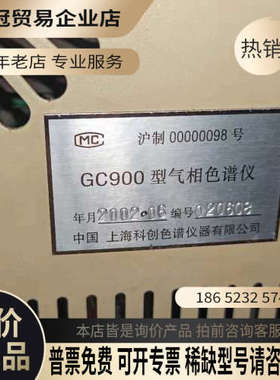 冠贸易企业店
年老店 专业服务
热销
MC 沪制 00000098 号
GC900 型气相色谱仪
年月 2002.06 编号 020608
中国 上海科创色谱仪器有限公司
186 5232 574
价
品
本店皆是询价产品 拍前咨询客服
普票免费 可开专票 稀缺型号请咨